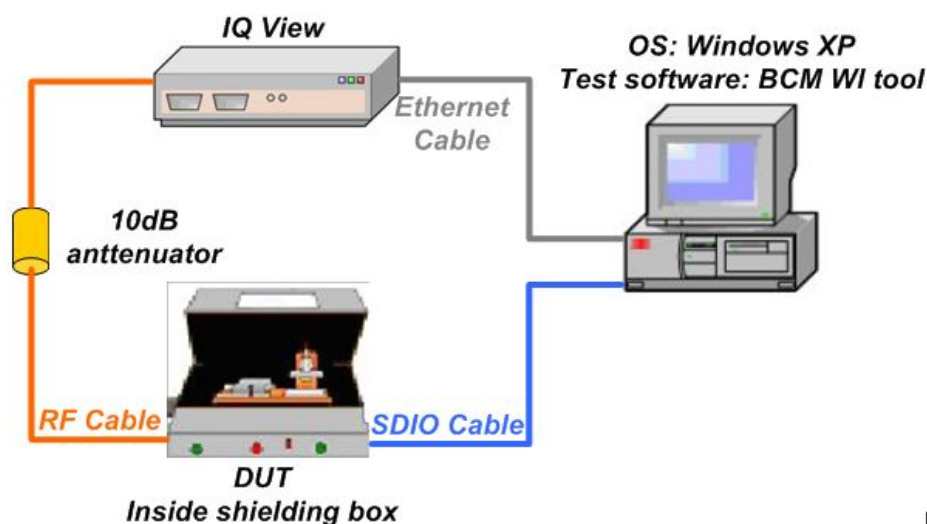 IQ View
OS: Windows XP
Test software: BCM WI tool
Ethernet
Cable
10dB
anttenuator
RF Cable
SDIO Cable
DUT
Inside shielding box